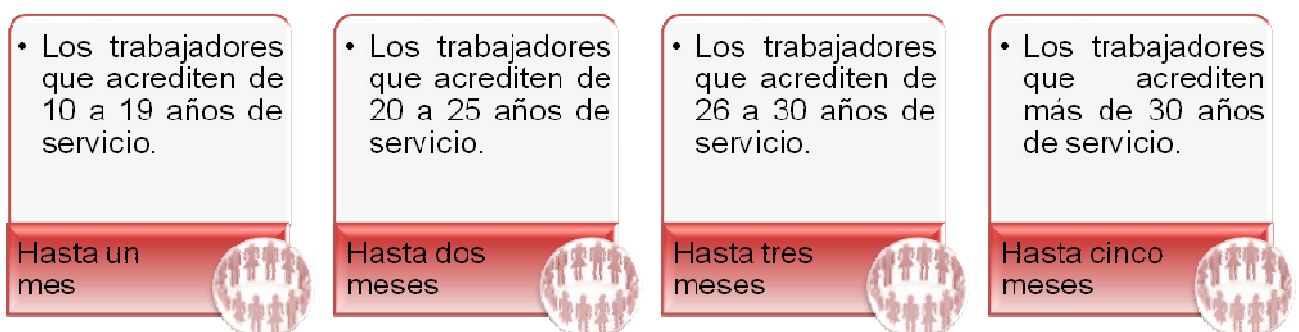 • Los trabajadores
que acrediten de
10 a 19 años de
servicio.
Hasta un
mes
• Los trabajadores
que acrediten de
20 a 25 años de
servicio.
Hasta dos
meses
• Los trabajadores
que acrediten de
26 a 30 años de
servicio.
Hasta tres
meses
• Los trabajadores
que acrediten
más de 30 años
de servicio.
Hasta cinco
meses